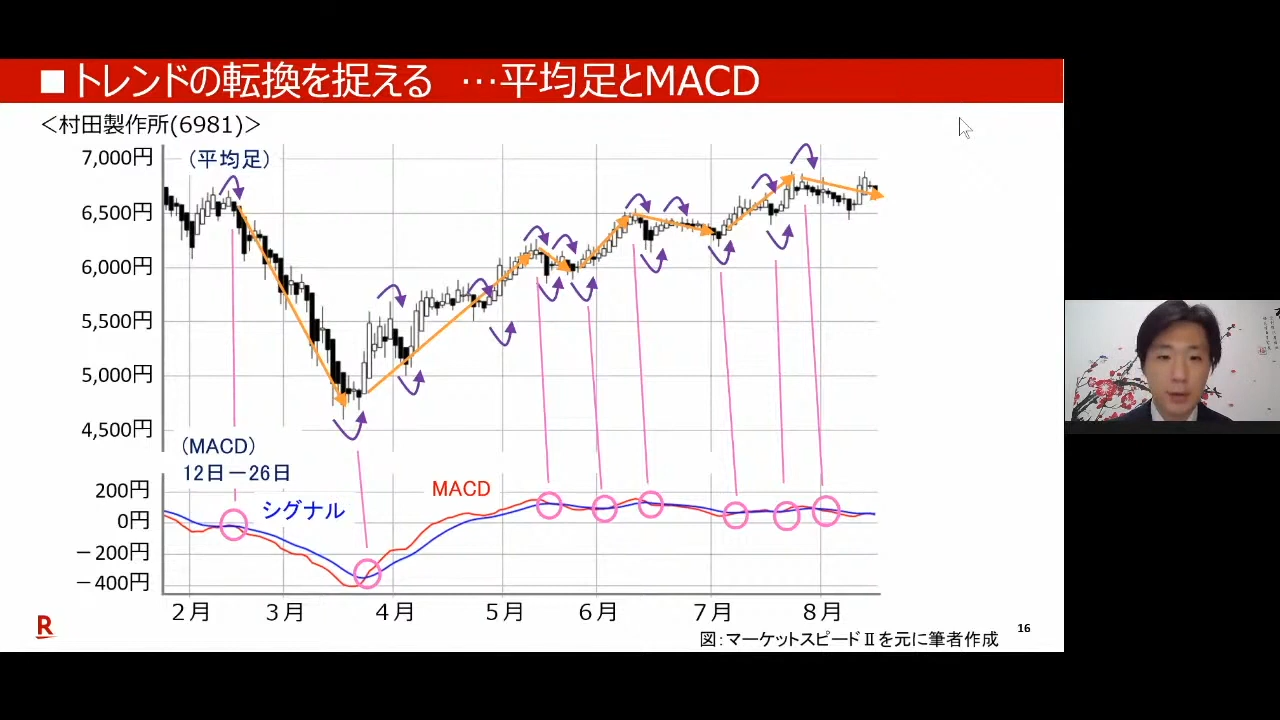 ■トレンドの転換を捉える …平均足とMACD
＜村田製作所(6981)＞
7,000円
(平均足)
6,500円
6,000円
5,500円
5,000円
4,500円
(MACD)
12日－26日
200円
MACD
シグナル
0円
－200円
－400円
2月 3月 4月 5月 6月 7月 8月
R
16
図：マーケットスピードⅡを元に筆者作成